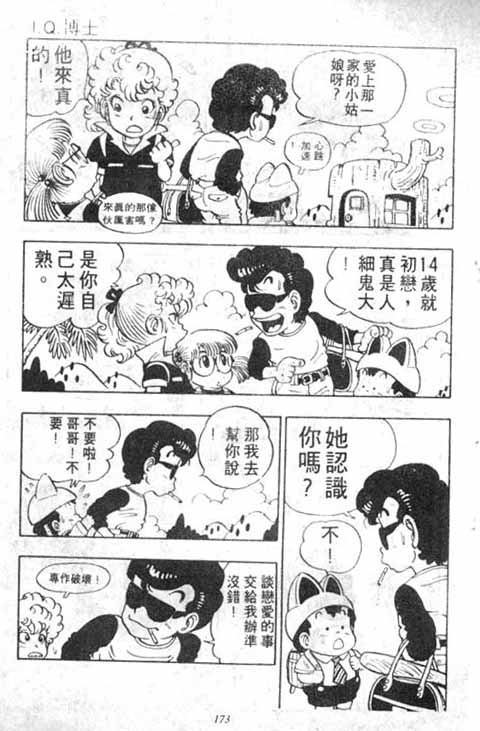 I.Q.博士
愛上那一
家的小姑
娘呀?
心跳
加速
!
他來真
的!
來眞的那傢
伙厲害嗎?
14歲就
初戀,
真是人
細鬼大
!
是你自
己太遲
熟。
她認識
你嗎?
不!
那我去
幫你說
!
不要啦!
哥哥!不
要!
談戀愛的事
交給我辦準
沒錯!
專作破壞!
173